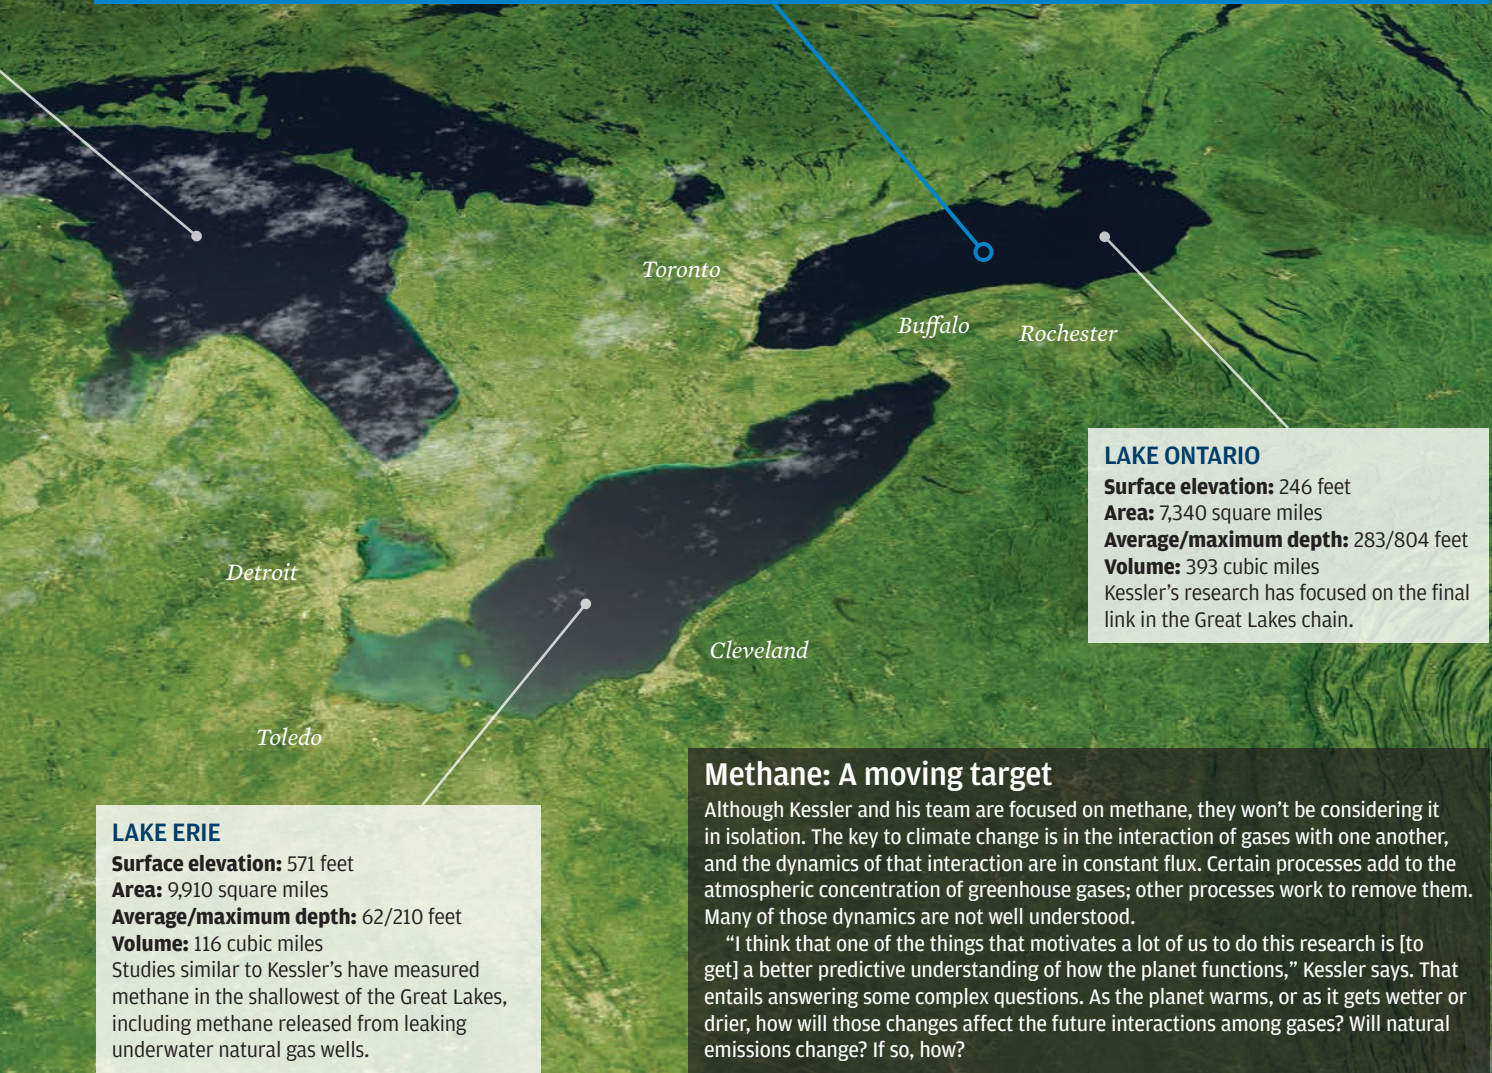 Toronto
Buffalo
Rochester
Detroit
Cleveland
Toledo
LAKE ONTARIO
Surface elevation: 246 feet
Area: 7,340 square miles
Average/maximum depth: 283/804 feet
Volume: 393 cubic miles
Kessler’s research has focused on the final
link in the Great Lakes chain.
LAKE ERIE
Surface elevation: 571 feet
Area: 9,910 square miles
Average/maximum depth: 62/210 feet
Volume: 116 cubic miles
Studies similar to Kessler’s have measured
methane in the shallowest of the Great Lakes,
including methane released from leaking
underwater natural gas wells.
Methane: A moving target
Although Kessler and his team are focused on methane, they won’t be considering it
in isolation. The key to climate change is in the interaction of gases with one another,
and the dynamics of that interaction are in constant flux. Certain processes add to the
atmospheric concentration of greenhouse gases; other processes work to remove them.
Many of those dynamics are not well understood.
“I think that one of the things that motivates a lot of us to do this research is [to
get] a better predictive understanding of how the planet functions,” Kessler says. That
entails answering some complex questions. As the planet warms, or as it gets wetter or
drier, how will those changes affect the future interactions among gases? Will natural
emissions change? If so, how?